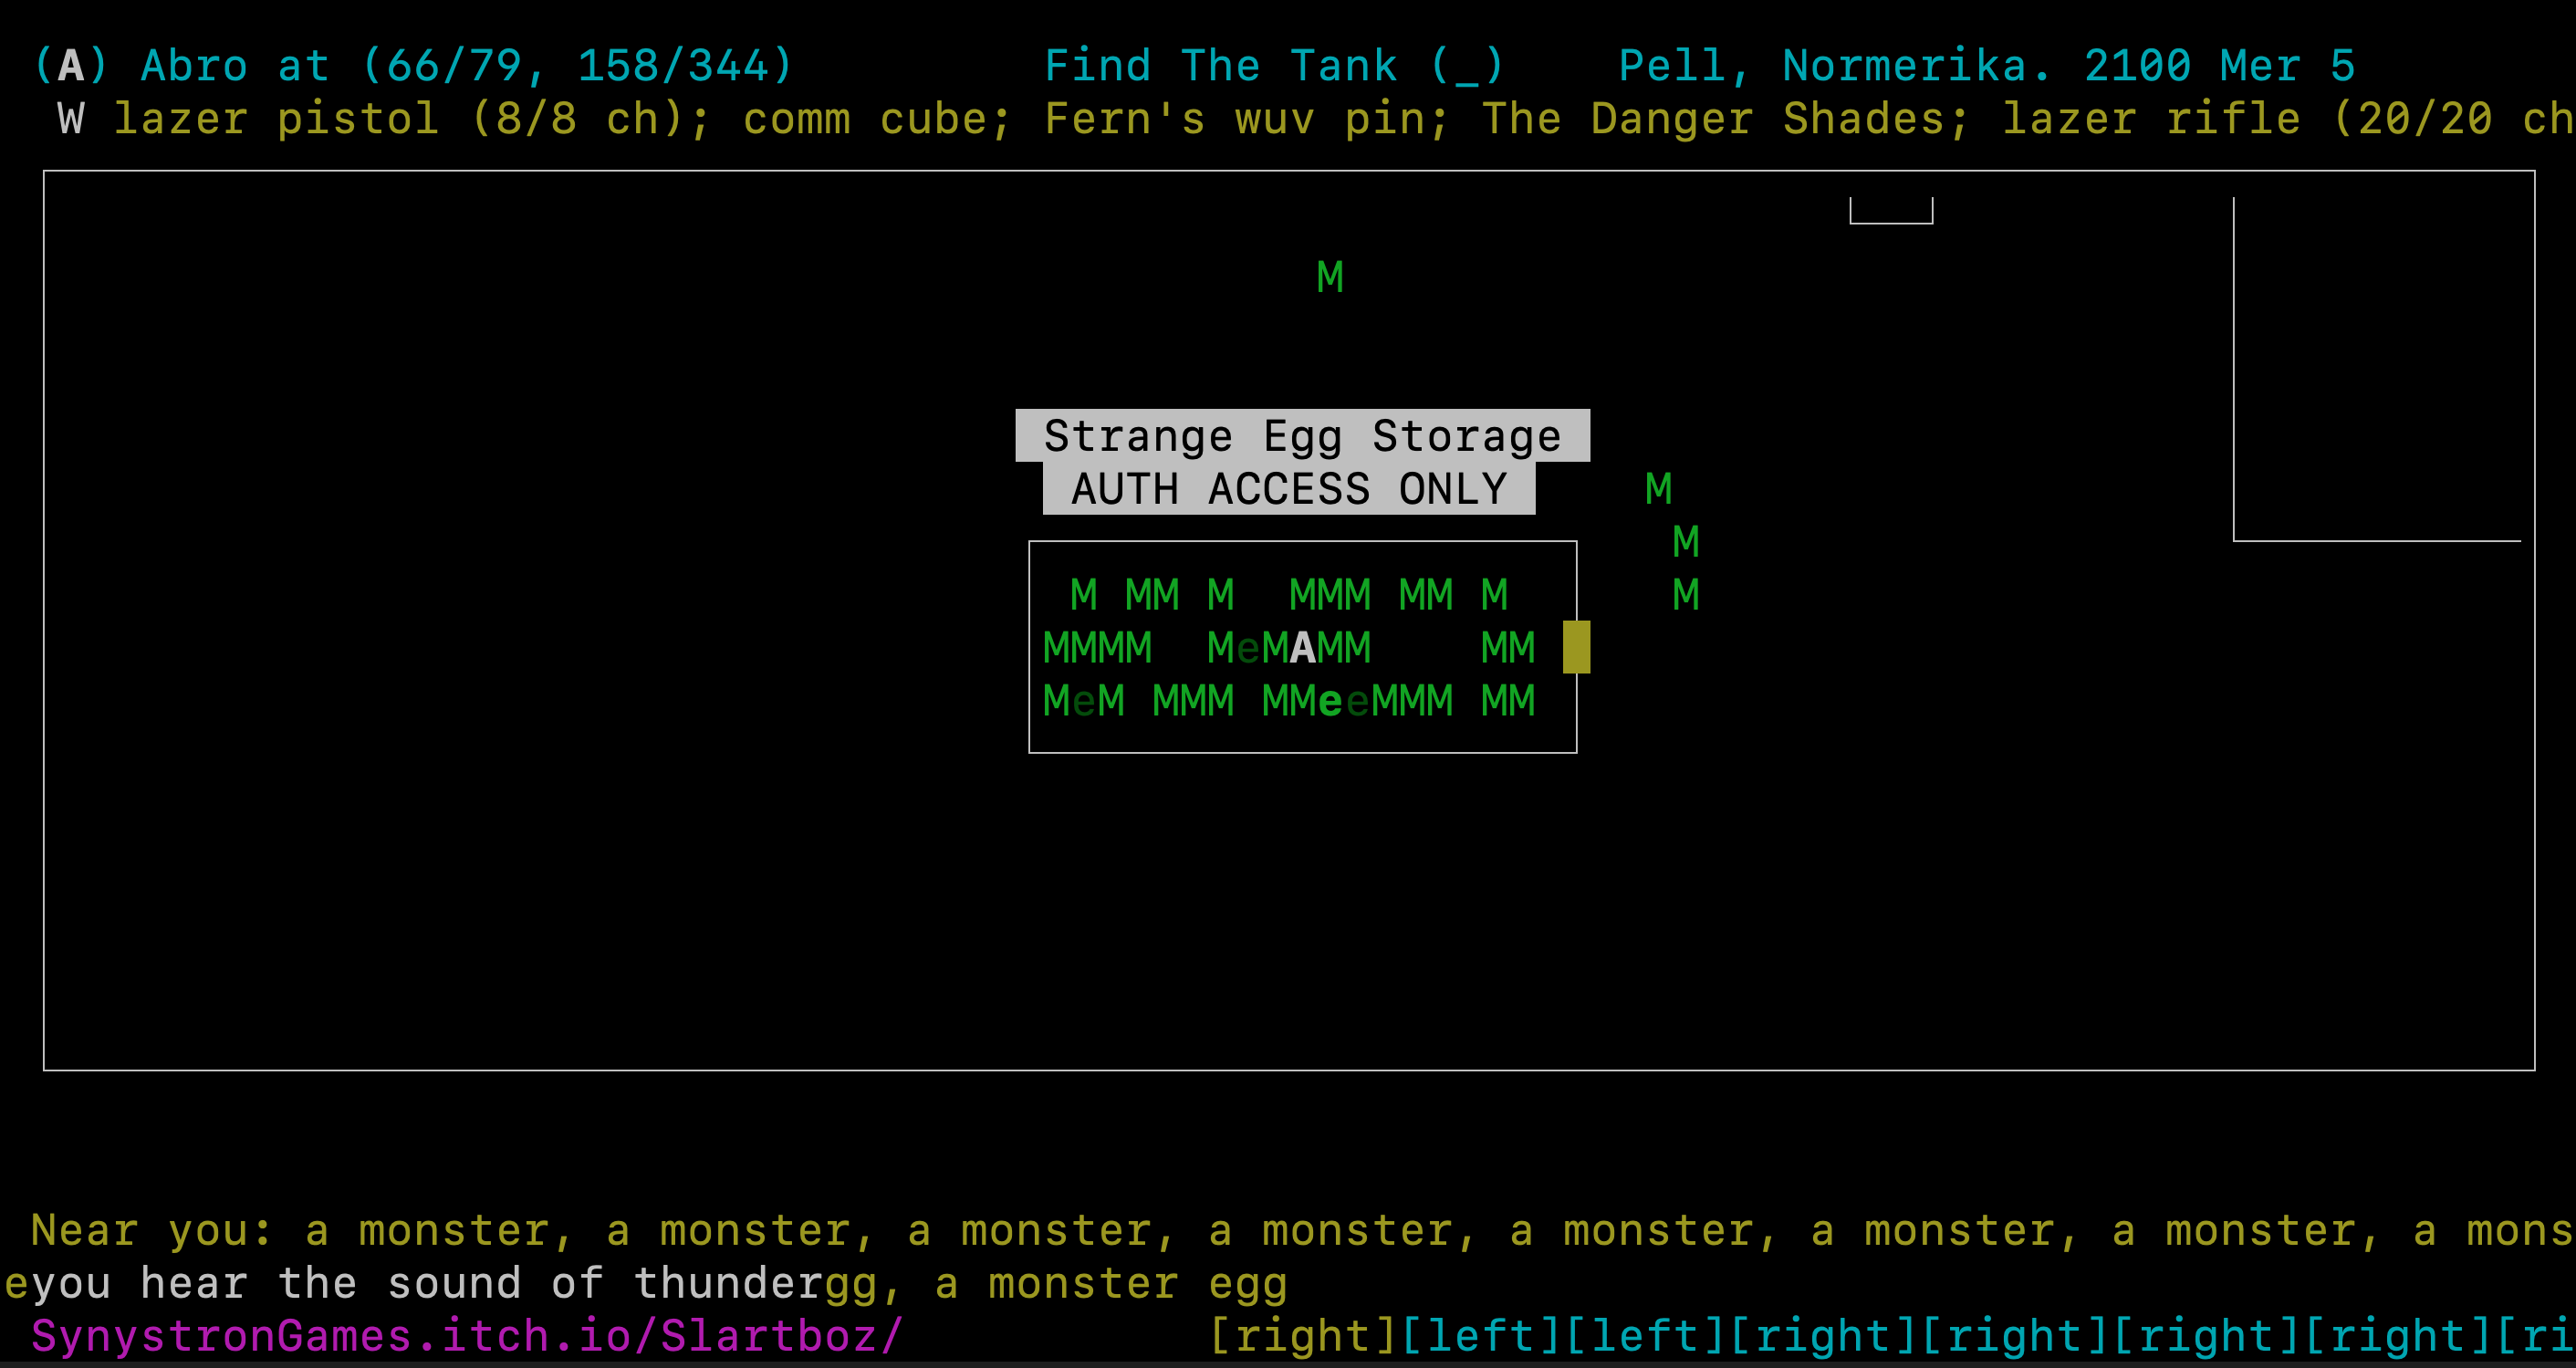 (A) Abro at (66/79, 158/344)         Find The Tank (_)    Pell, Normerika. 2100 Mer 5
W lazer pistol (8/8 ch); comm cube; Fern's wuv pin; The Danger Shades; lazer rifle (20/20 ch
M
Strange Egg Storage
AUTH ACCESS ONLY M
M
M MM M  MMM MM M M
MMMM  MeMAMM    MM
MeM MMM MMeeMMM MM
Near you: a monster, a monster, a monster, a monster, a monster, a monster, a monster, a mons
eyou hear the sound of thundergg, a monster egg
SynystronGames.itch.io/Slartboz/ [right][left][left][right][right][right][right][ri